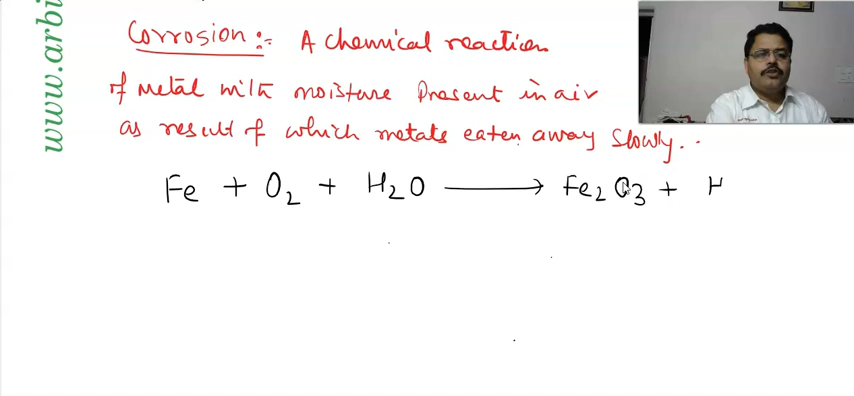 Corrosion :- A chemical reaction
of Metal with moisture Present in air
as result of which metals eaten away slowly..
Fe + O2 + H2O ⟶ Fe2O3 + H
www.arbi